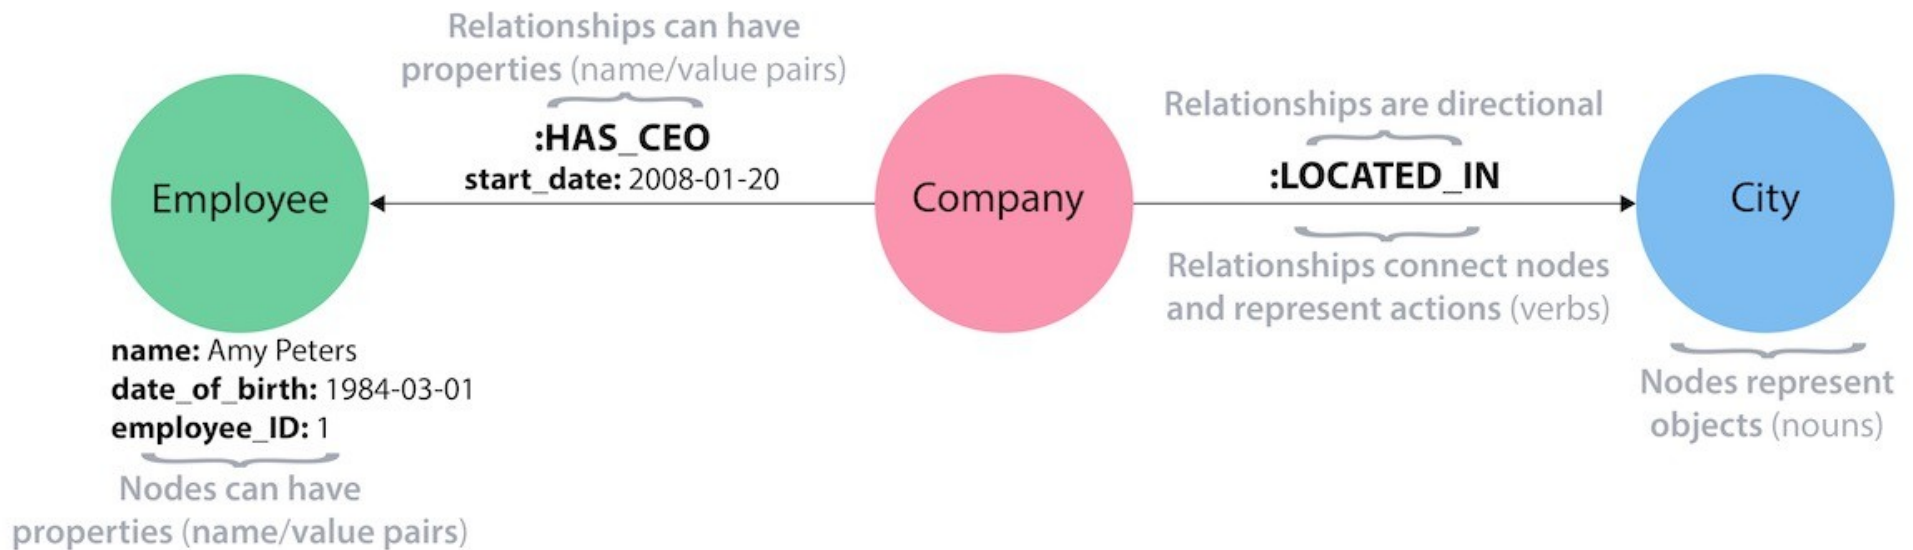 Relationships can have
properties (name/value pairs)
:HAS_CEO
start_date: 2008-01-20
Employee
name: Amy Peters
date_of_birth: 1984-03-01
employee_ID: 1
Nodes can have
properties (name/value pairs)
Company
Relationships are directional
:LOCATED_IN
Relationships connect nodes
and represent actions (verbs)
City
Nodes represent
objects (nouns)